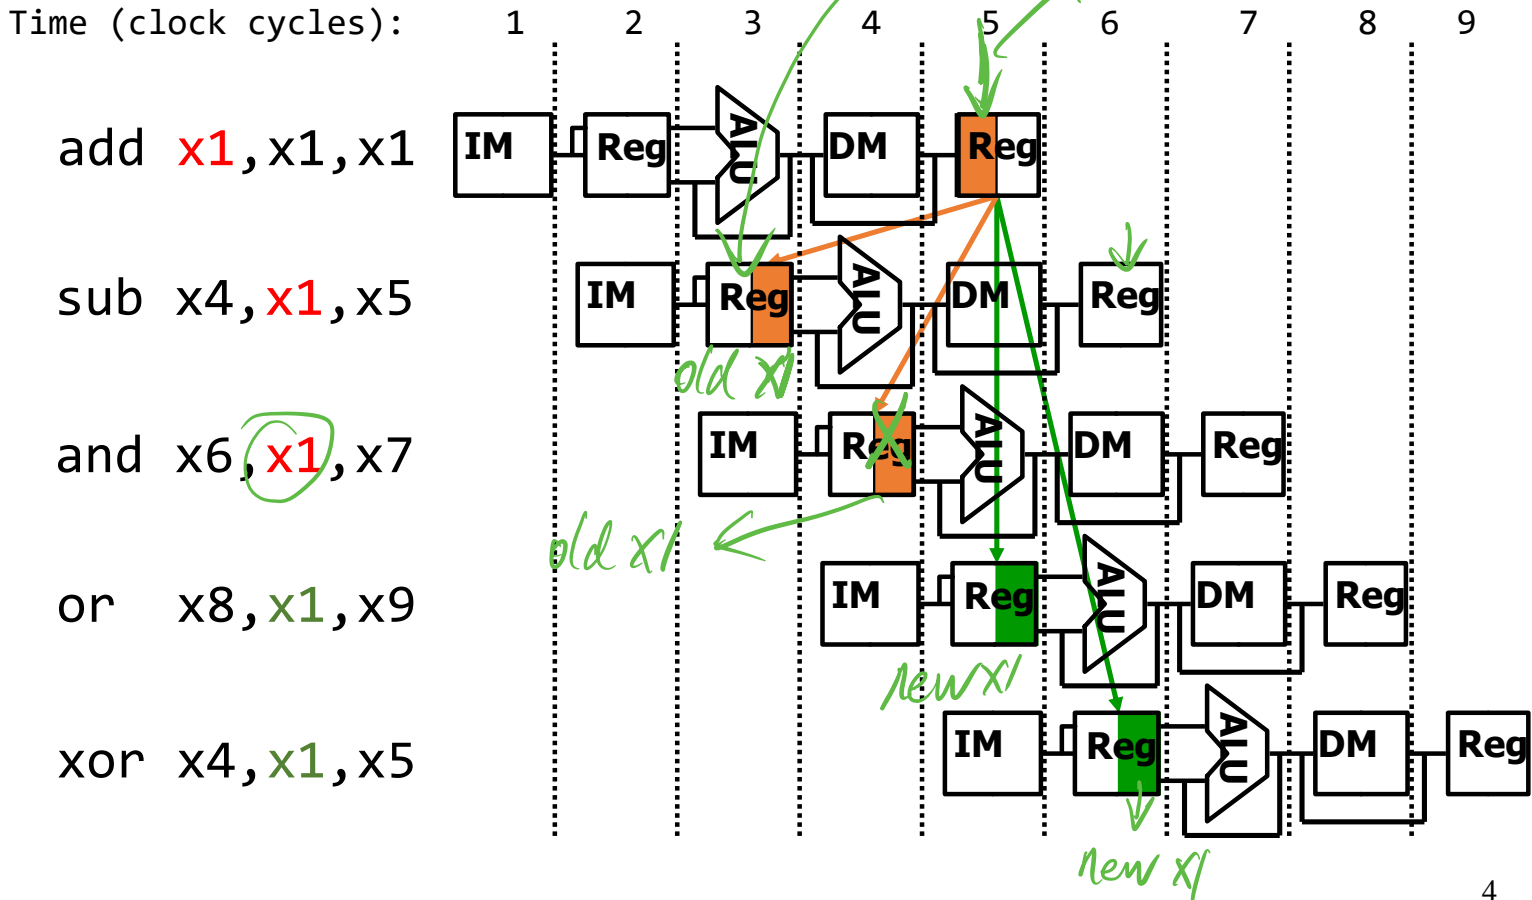 Time (clock cycles): 1 2 3 4 5 6 7 8 9
add x1,x1,x1 IM Reg ALU DM Reg
sub x4,x1,x5 IM Reg ALU DM Reg
old x1
and x6,x1,x7 IM Reg ALU DM Reg
old x1
or x8,x1,x9 IM Reg ALU DM Reg
new x1
xor x4,x1,x5 IM Reg ALU DM Reg
new x1
4